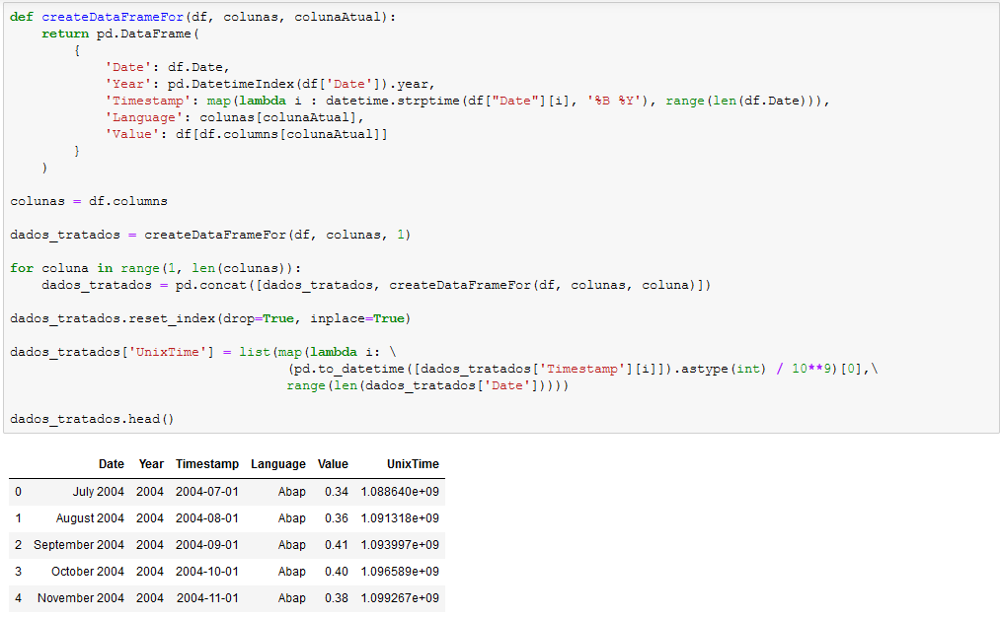 def createDataFrameFor(df, colunas, colunaAtual):
    return pd.DataFrame(
        {
            'Date': df.Date,
            'Year': pd.DatetimeIndex(df['Date']).year,
            'Timestamp': map(lambda i : datetime.strptime(df["Date"][i], '%B %Y'), range(len(df.Date))),
            'Language': colunas[colunaAtual],
            'Value': df[df.columns[colunaAtual]]
        }
    )
colunas = df.columns
dados_tratados = createDataFrameFor(df, colunas, 1)
for coluna in range(1, len(colunas)):
    dados_tratados = pd.concat([dados_tratados, createDataFrameFor(df, colunas, coluna)])
dados_tratados.reset_index(drop=True, inplace=True)
dados_tratados['UnixTime'] = list(map(lambda i: \
                                   (pd.to_datetime([dados_tratados['Timestamp'][i]]).astype(int) / 10**9)[0],\
                                   range(len(dados_tratados['Date']))))
dados_tratados.head()
Date Year Timestamp Language Value UnixTime
0 July 2004 2004 2004-07-01 Abap 0.34 1.088640e+09
1 August 2004 2004 2004-08-01 Abap 0.36 1.091318e+09
2 September 2004 2004 2004-09-01 Abap 0.41 1.093997e+09
3 October 2004 2004 2004-10-01 Abap 0.40 1.096589e+09
4 November 2004 2004 2004-11-01 Abap 0.38 1.099267e+09